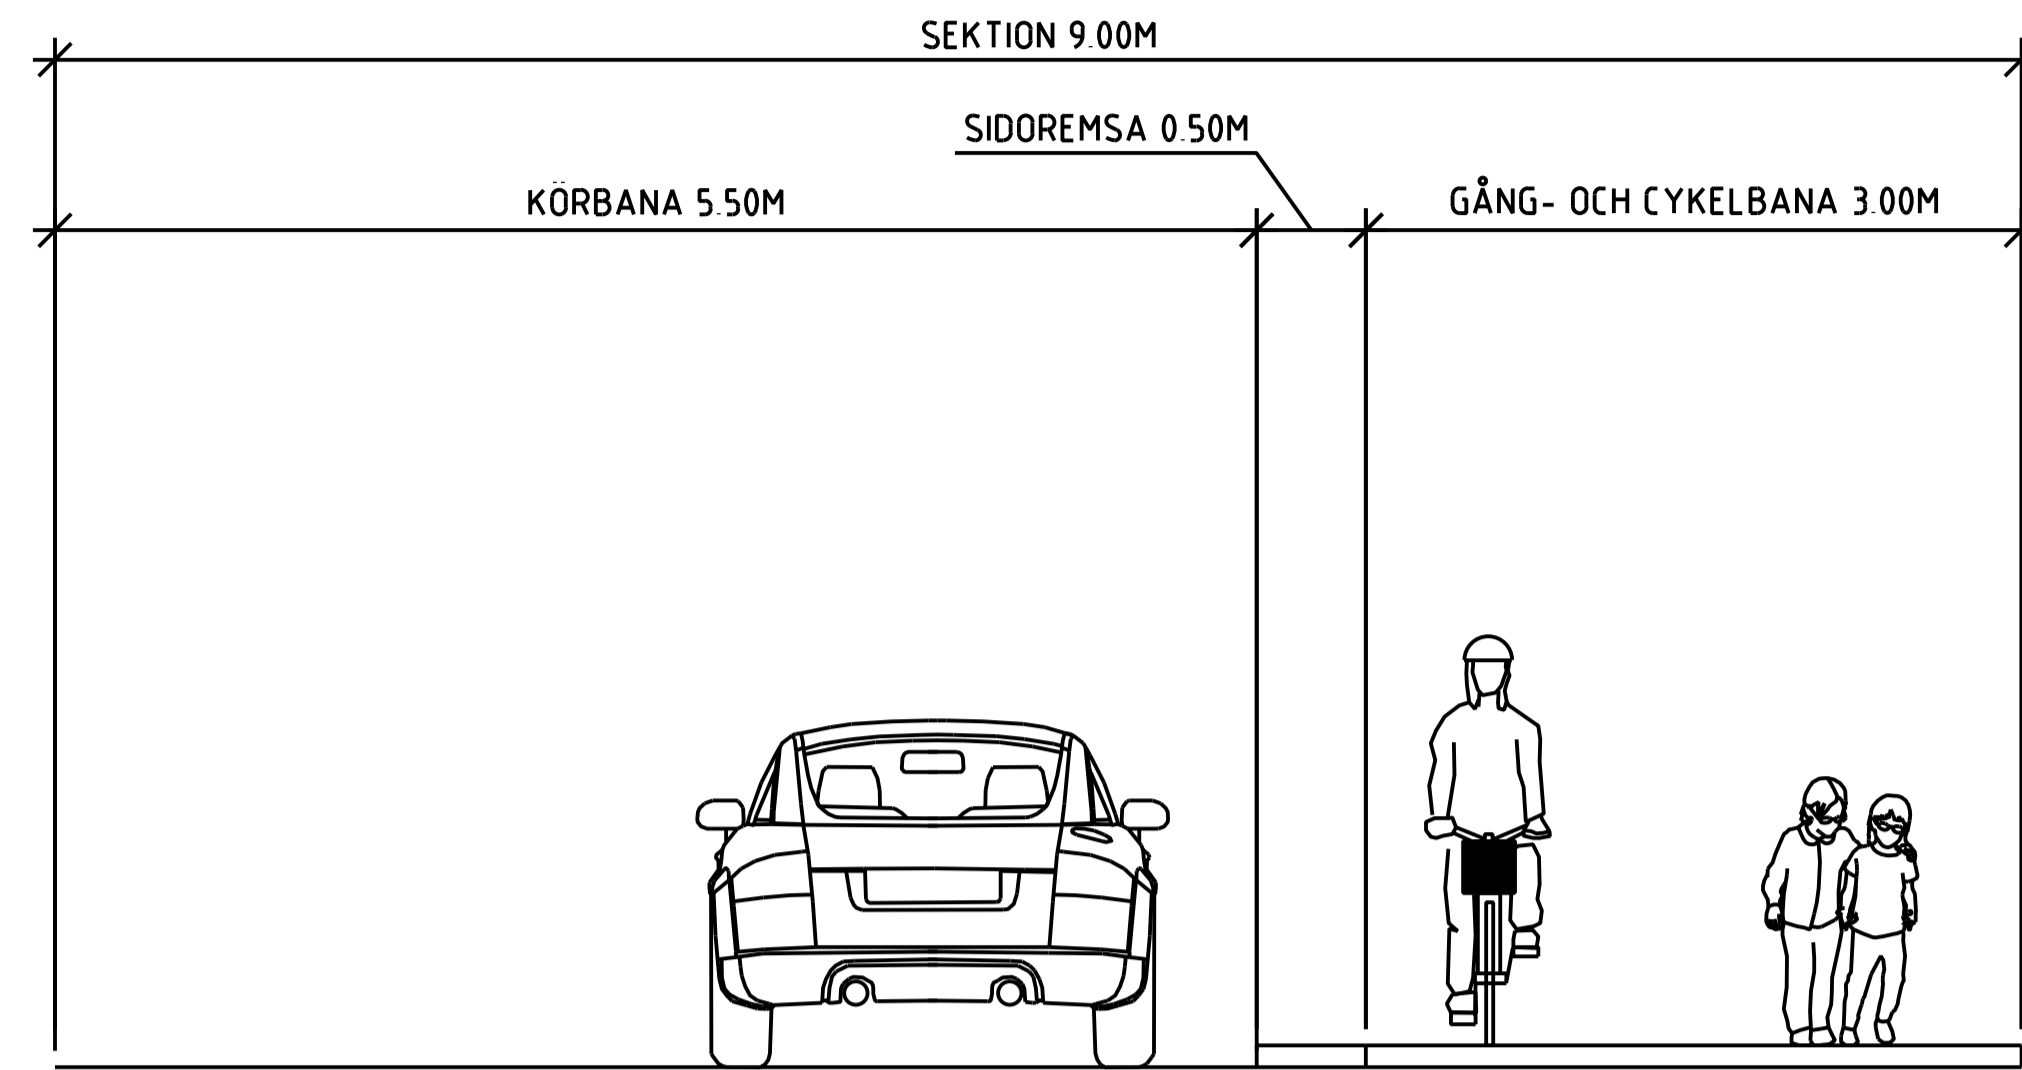 SEKTION 9.00M
SIDOREMSA 0.50M
KÖRBANA 5.50M
GÅNG- OCH CYKELBANA 3.00M